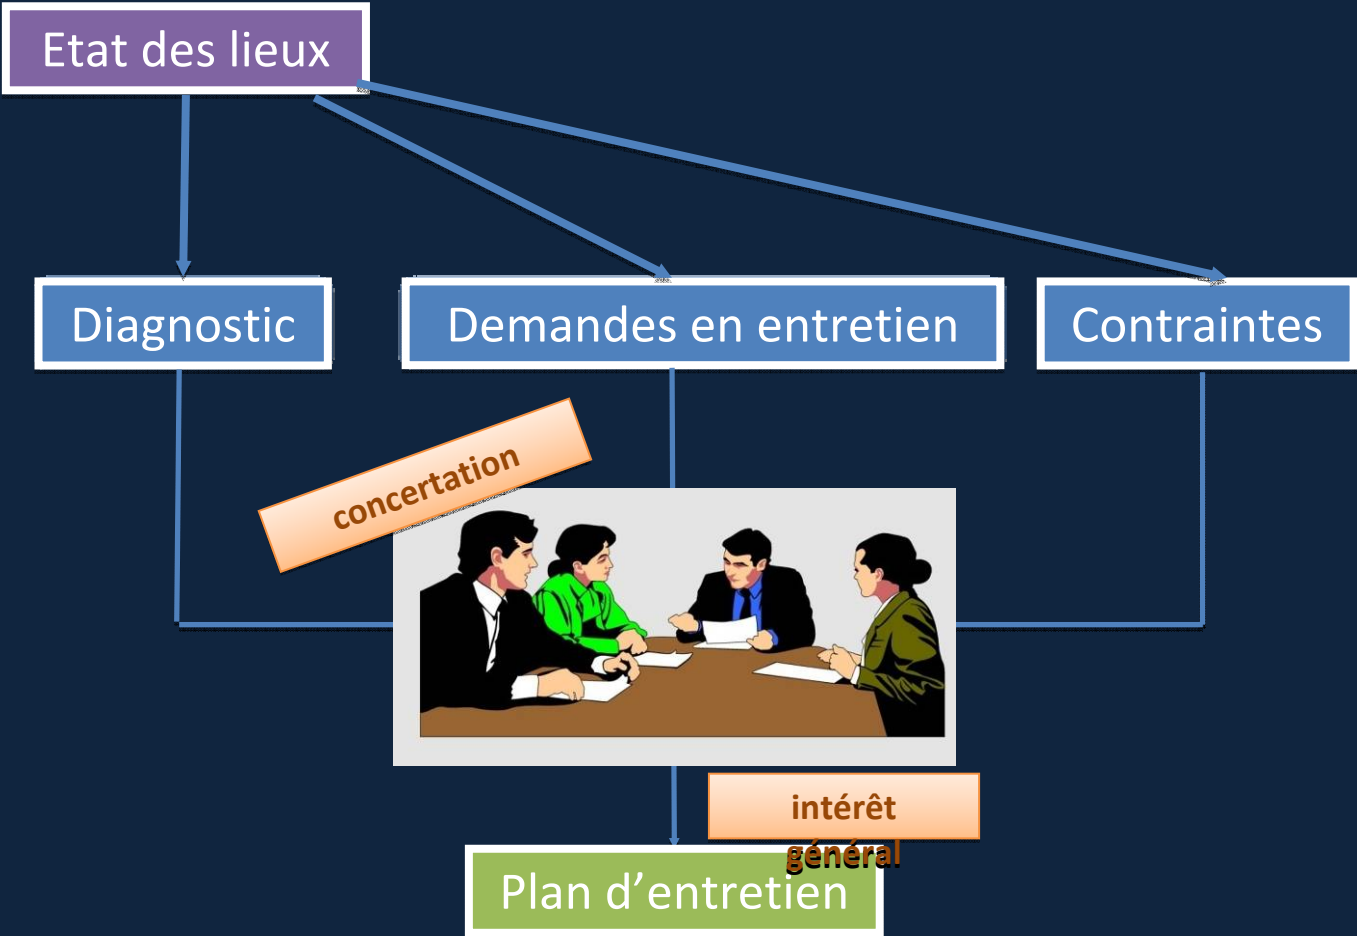 Etat des lieux
Diagnostic
Demandes en entretien
Contraintes
concertation
intérêt
général
Plan d’entretien